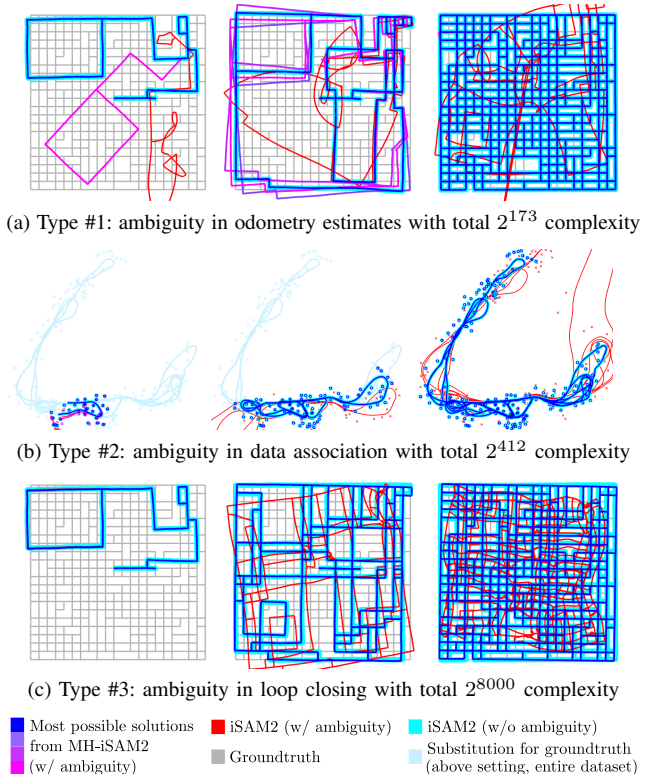 (a) Type #1: ambiguity in odometry estimates with total 2^173 complexity
(b) Type #2: ambiguity in data association with total 2^412 complexity
(c) Type #3: ambiguity in loop closing with total 2^8000 complexity
Most possible solutions
from MH-iSAM2
(w/ ambiguity)
iSAM2 (w/ ambiguity)
Groundtruth
iSAM2 (w/o ambiguity)
Substitution for groundtruth
(above setting, entire dataset)